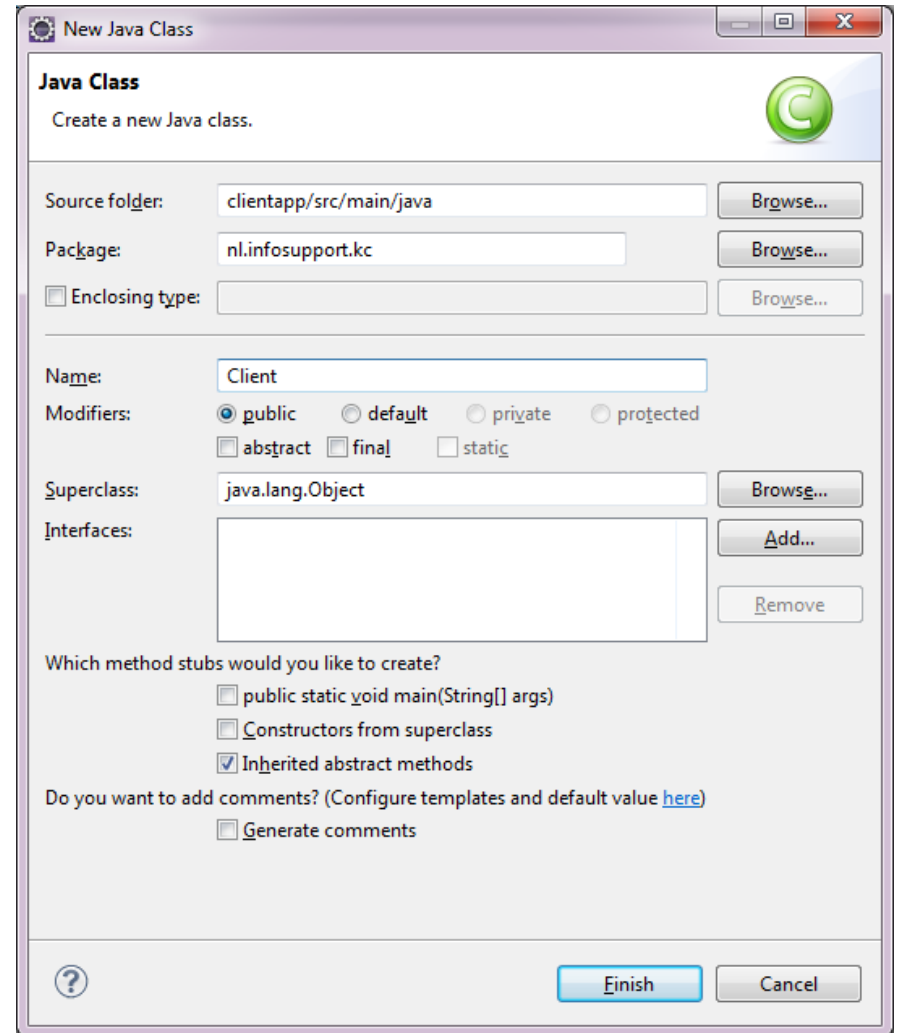 New Java Class
Java Class
Create a new Java class.
C
Source folder: clientapp/src/main/java Browse...
Package: nl.infosupport.kc Browse...
Enclosing type: Browse...
Name: Client
Modifiers: public default private protected
abstract final static
Superclass: java.lang.Object Browse...
Interfaces: Add...
Remove
Which method stubs would you like to create?
public static void main(String[] args)
Constructors from superclass
Inherited abstract methods
Do you want to add comments? (Configure templates and default value here)
Generate comments
? Finish Cancel